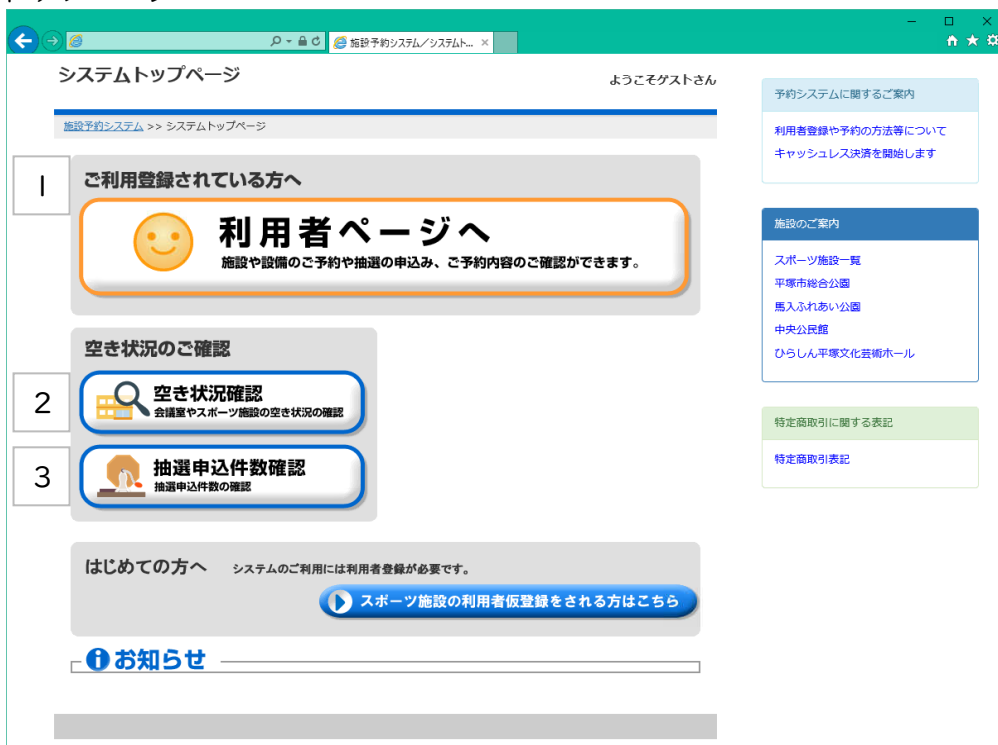 施設予約システム／システムト...
システムトップページ
ようこそゲストさん
施設予約システム >> システムトップページ
1
ご利用登録されている方へ
利用者ページへ
施設や設備のご予約や抽選の申込み、ご予約内容のご確認ができます。
空き状況のご確認
2
空き状況確認
会議室やスポーツ施設の空き状況の確認
3
抽選申込件数確認
抽選申込件数の確認
はじめての方へ システムのご利用には利用者登録が必要です。
スポーツ施設の利用者仮登録をされる方はこちら
お知らせ
予約システムに関するご案内
利用者登録や予約の方法等について
キャッシュレス決済を開始します
施設のご案内
スポーツ施設一覧
平塚市総合公園
馬入ふれあい公園
中央公民館
ひらしん平塚文化芸術ホール
特定商取引に関する表記
特定商取引表記